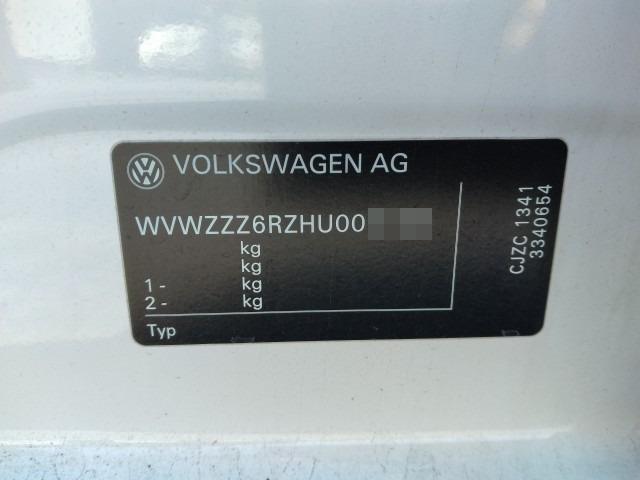 VOLKSWAGEN AG
WVWZZZ6RZHU00
kg
kg
1 - kg
2 - kg
Typ
CJZC 1341
3340654